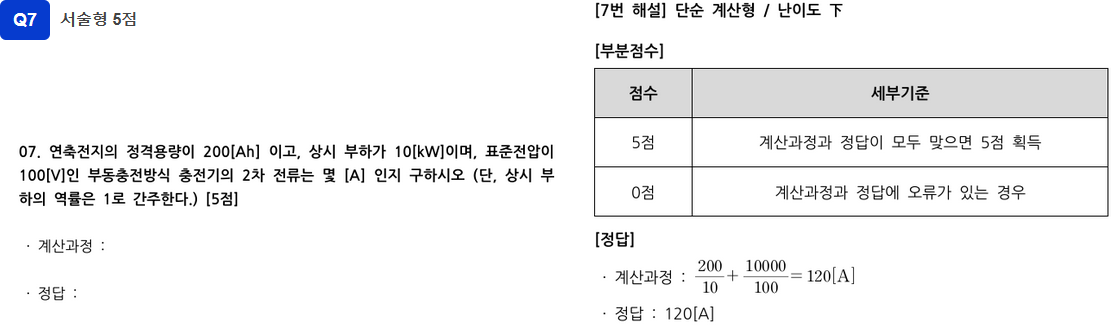 Q7 서술형 5점
07. 연축전지의 정격용량이 200[Ah] 이고, 상시 부하가 10[kW]이며, 표준전압이
100[V]인 부동충전방식 충전기의 2차 전류는 몇 [A] 인지 구하시오 (단, 상시 부
하의 역률은 1로 간주한다.) [5점]
· 계산과정 :
· 정답 :
[7번 해설] 단순 계산형 / 난이도 下
[부분점수]
점수 세부기준
5점 계산과정과 정답이 모두 맞으면 5점 획득
0점 계산과정과 정답에 오류가 있는 경우
[정답]
· 계산과정 : 200/10 + 10000/100 = 120[A]
· 정답 : 120[A]